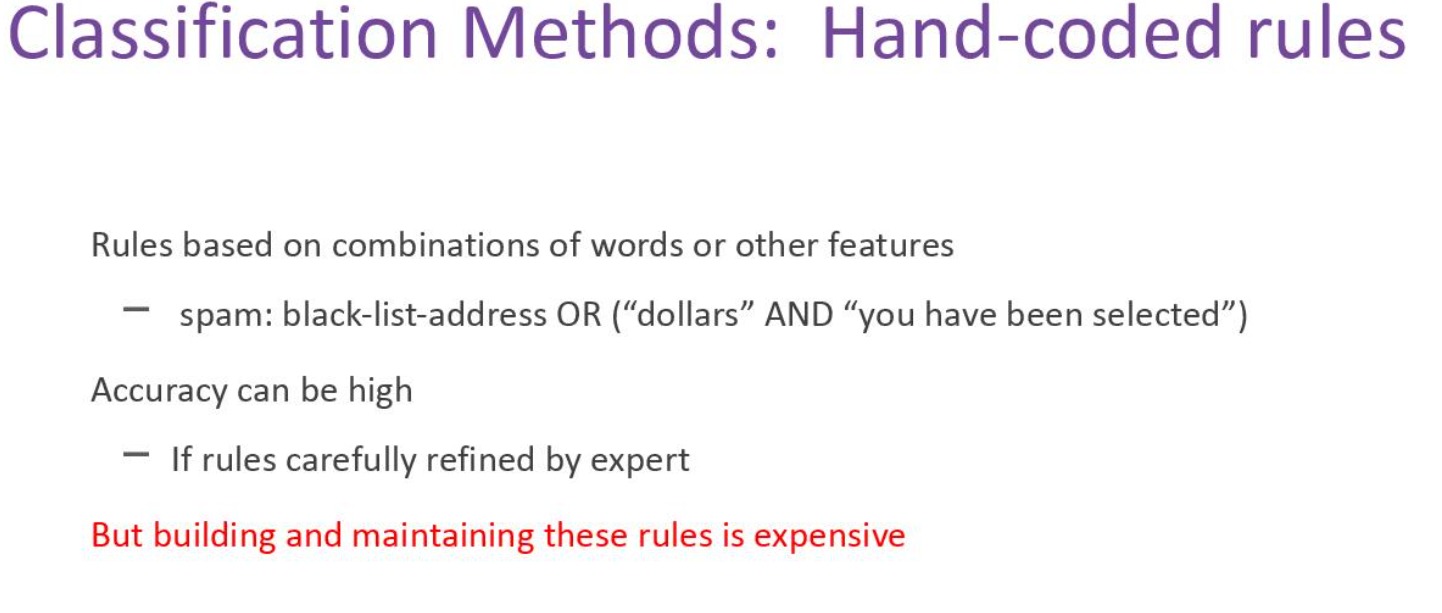 Classification Methods: Hand-coded rules
Rules based on combinations of words or other features
– spam: black-list-address OR (“dollars” AND “you have been selected”)
Accuracy can be high
– If rules carefully refined by expert
But building and maintaining these rules is expensive